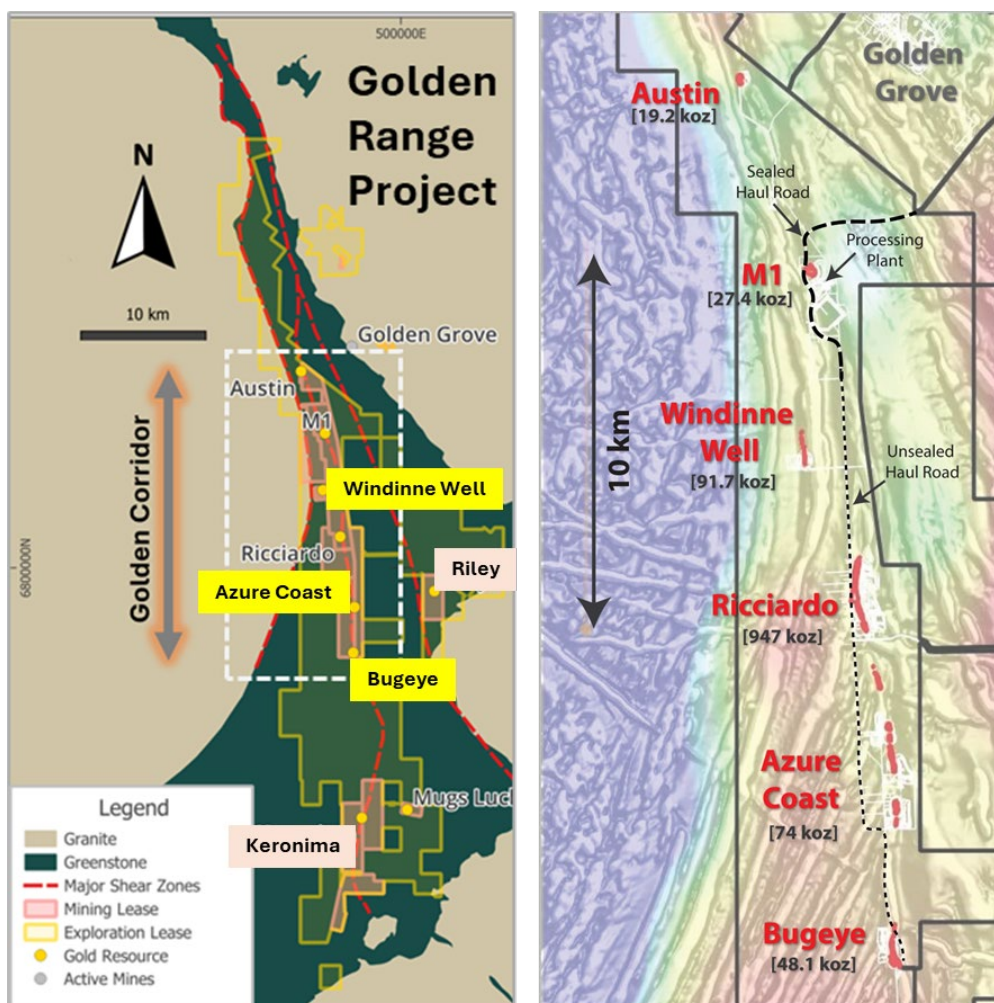 500000E
Golden
Range
Project
N
10 km
Golden Grove
Austin
M1
Windinne Well
Golden Corridor
6800000N
Ricciardo
Riley
Azure Coast
Bugeye
Mugs Luc
Keronima
Legend
Granite
Greenstone
Major Shear Zones
Mining Lease
Exploration Lease
Gold Resource
Active Mines
Golden
Grove
Austin
[19.2 koz]
Sealed
Haul Road
Processing
Plant
M1
[27.4 koz]
10 km
Windinne
Well
[91.7 koz]
Unsealed
Haul Road
Ricciardo
[947 koz]
Azure
Coast
[74 koz]
Bugeye
[48.1 koz]